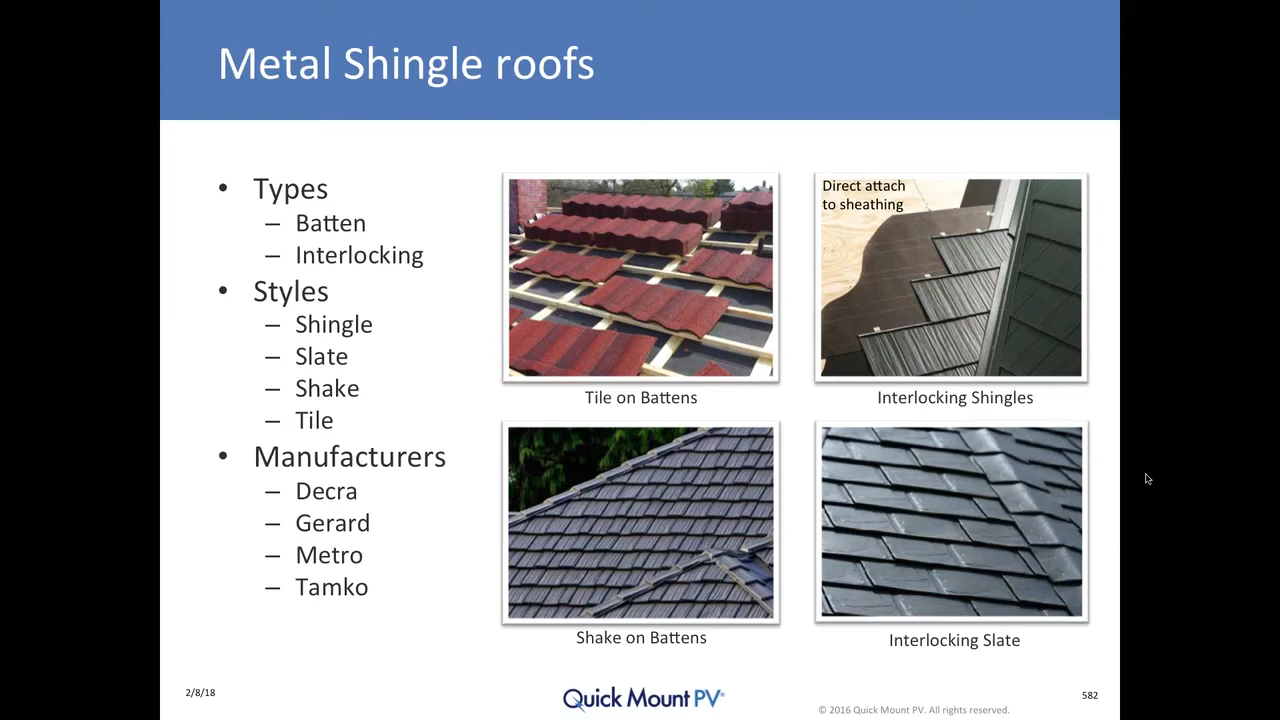 Metal Shingle roofs
• Types
– Batten
– Interlocking
• Styles
– Shingle
– Slate
– Shake
– Tile
• Manufacturers
– Decra
– Gerard
– Metro
– Tamko
Direct attach
to sheathing
Tile on Battens
Interlocking Shingles
Shake on Battens
Interlocking Slate
2/8/18
Quick Mount PV®
582
© 2016 Quick Mount PV. All rights reserved.